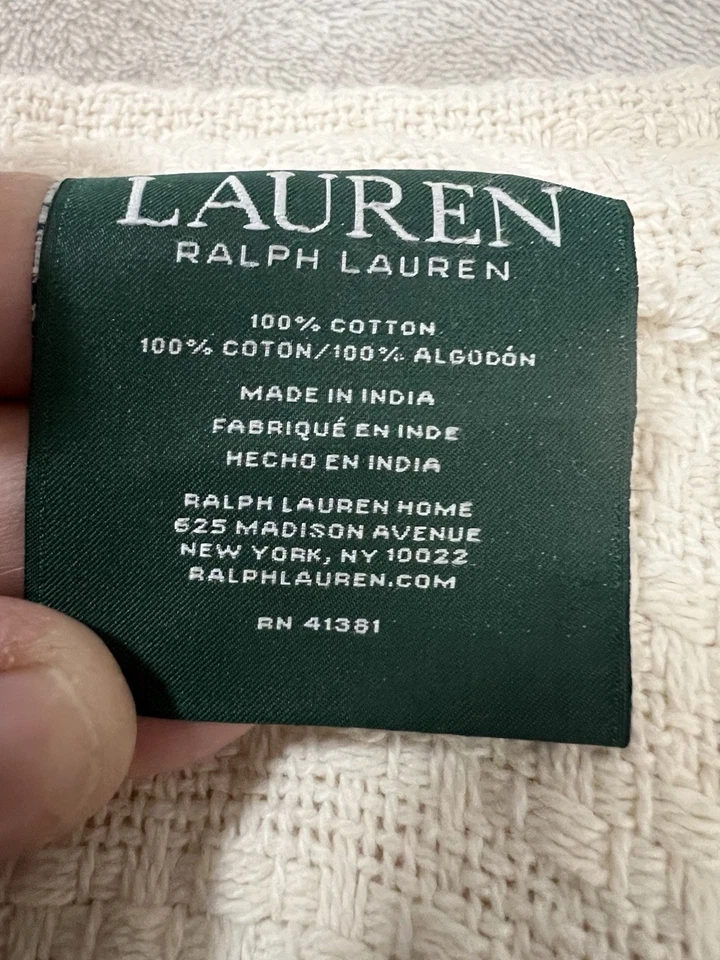 LAUREN
RALPH LAUREN
100% COTTON
100% COTON/100% ALGODÓN
MADE IN INDIA
FABRIQUÉ EN INDE
HECHO EN INDIA
RALPH LAUREN HOME
625 MADISON AVENUE
NEW YORK, NY 10022
RALPHLAUREN.COM
RN 41381